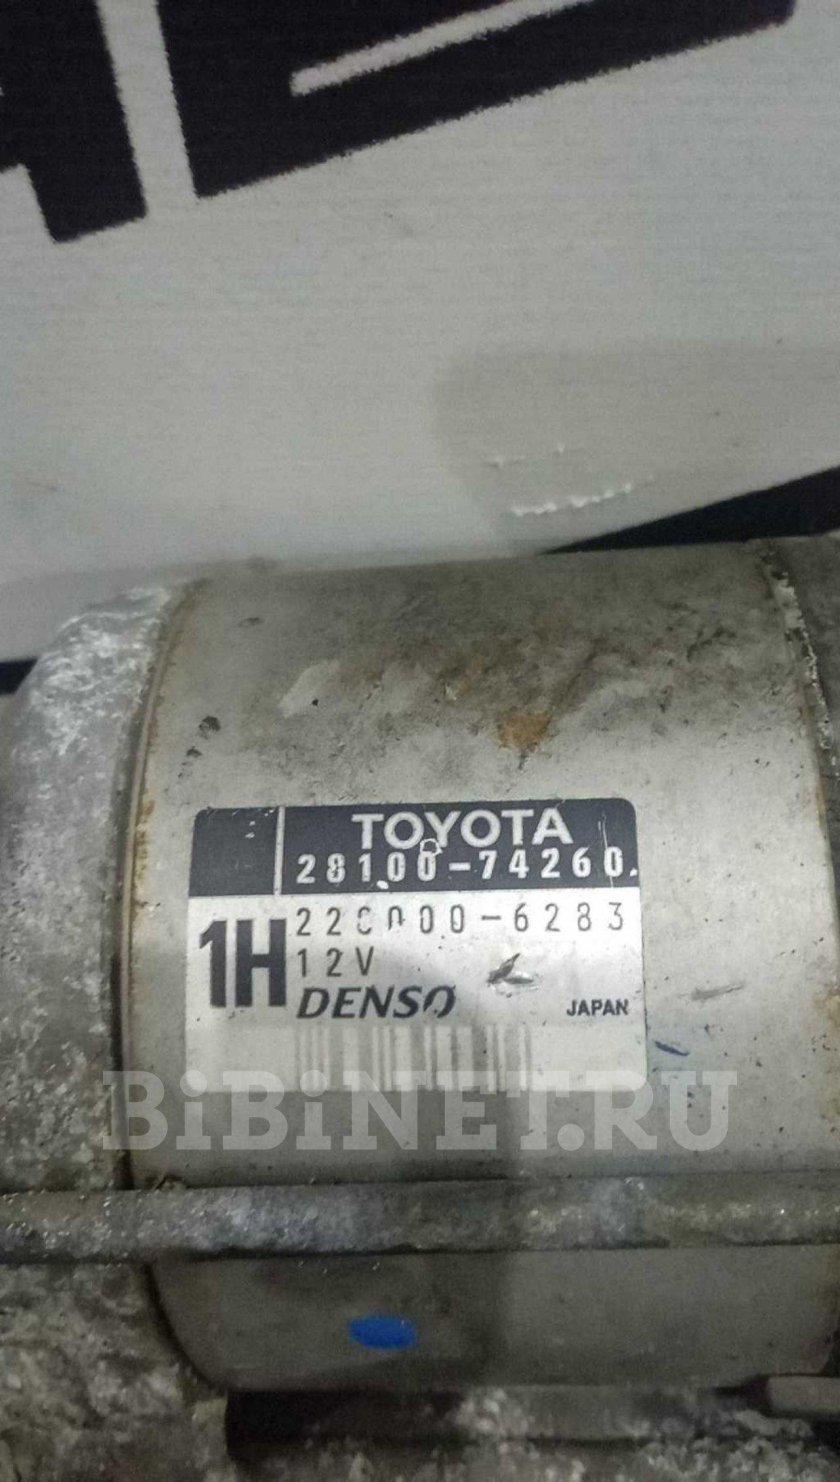 TOYOTA
28100-74260
228000-6283
1H
12V
DENSO
JAPAN
BiBiNET.RU